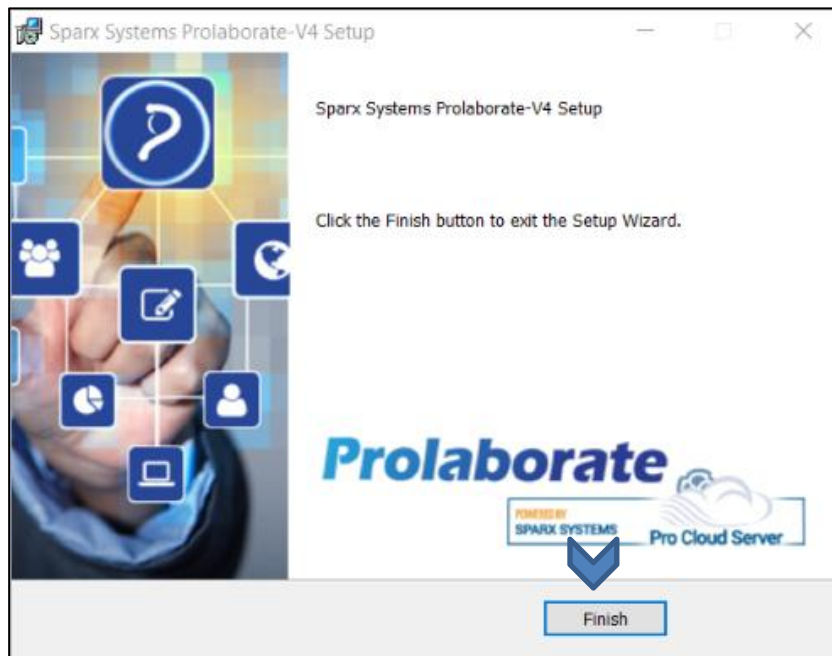 Sparx Systems Prolaborate-V4 Setup
Sparx Systems Prolaborate-V4 Setup
Click the Finish button to exit the Setup Wizard.
Prolaborate
POWERED BY
SPARX SYSTEMS
Pro Cloud Server
Finish